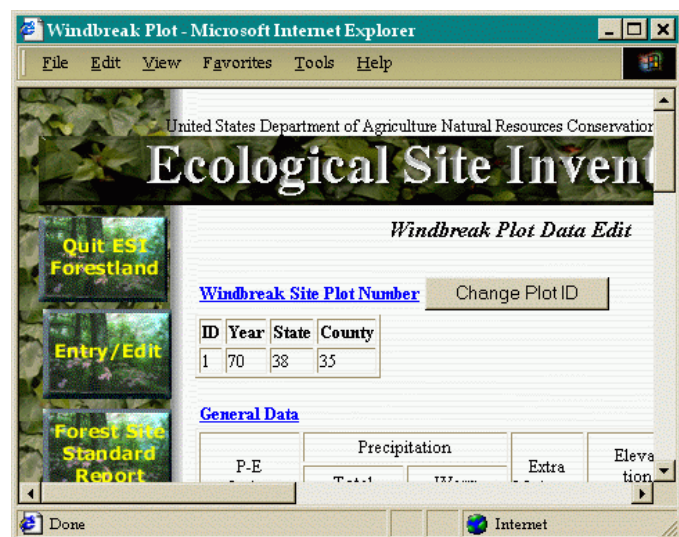 Windbreak Plot - Microsoft Internet Explorer
File Edit View Favorites Tools Help
United States Department of Agriculture Natural Resources Conservation
Ecological Site Invent
Windbreak Plot Data Edit
Quit ESI
Forestland
Windbreak Site Plot Number Change Plot ID
ID Year State County
1 70 38 35
Entry/Edit
General Data
Forest Site
Standard
Report
Precipitation
P-E
Extra
Eleva
tion
Total
Done
Internet